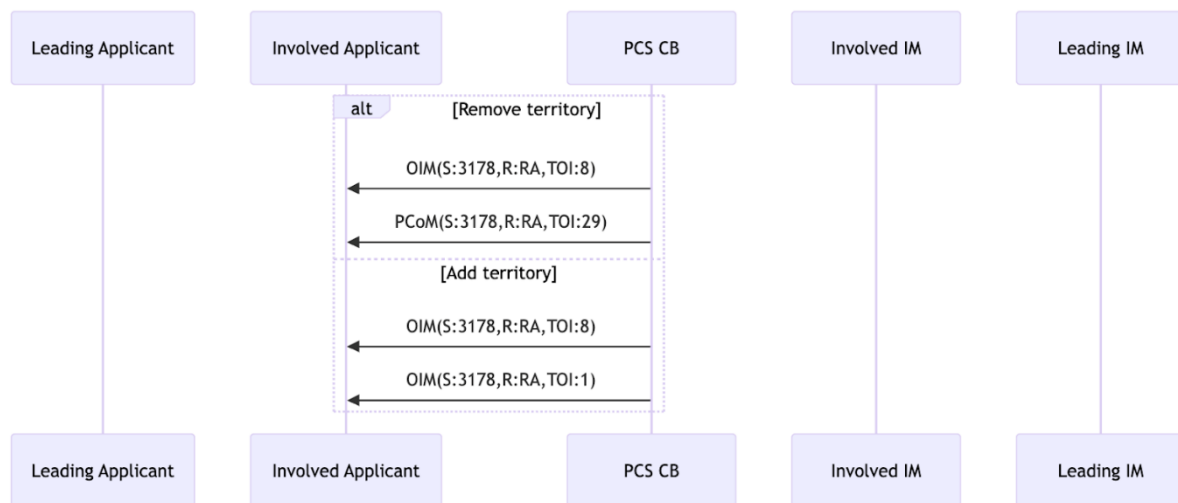 Leading Applicant
Involved Applicant
PCS CB
Involved IM
Leading IM
alt
[Remove territory]
OIM(S:3178,R:RA,TOI:8)
PCoM(S:3178,R:RA,TOI:29)
[Add territory]
OIM(S:3178,R:RA,TOI:8)
OIM(S:3178,R:RA,TOI:1)
Leading Applicant
Involved Applicant
PCS CB
Involved IM
Leading IM